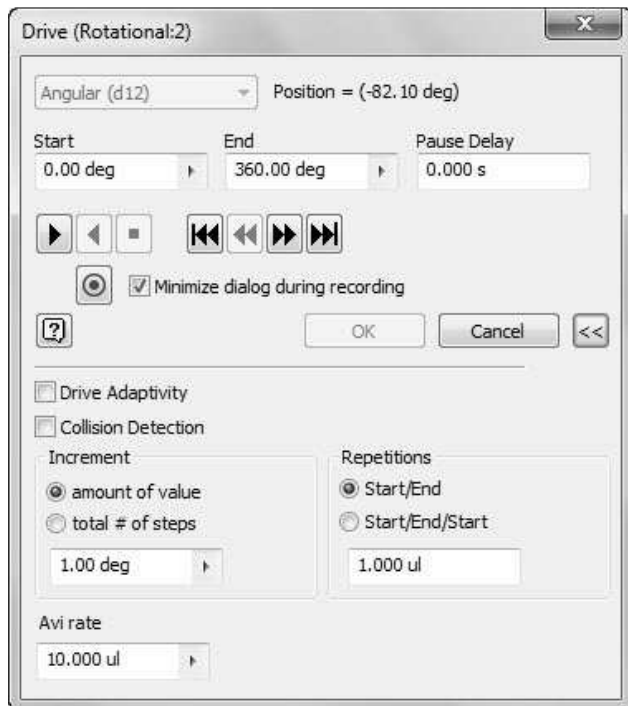 Drive (Rotational:2)
Angular (d12) Position = (-82.10 deg)
Start End Pause Delay
0.00 deg 360.00 deg 0.000 s
Minimize dialog during recording
OK Cancel <<
Drive Adaptivity
Collision Detection
Increment Repetitions
amount of value Start/End
total # of steps Start/End/Start
1.00 deg 1.000 ul
Avi rate
10.000 ul